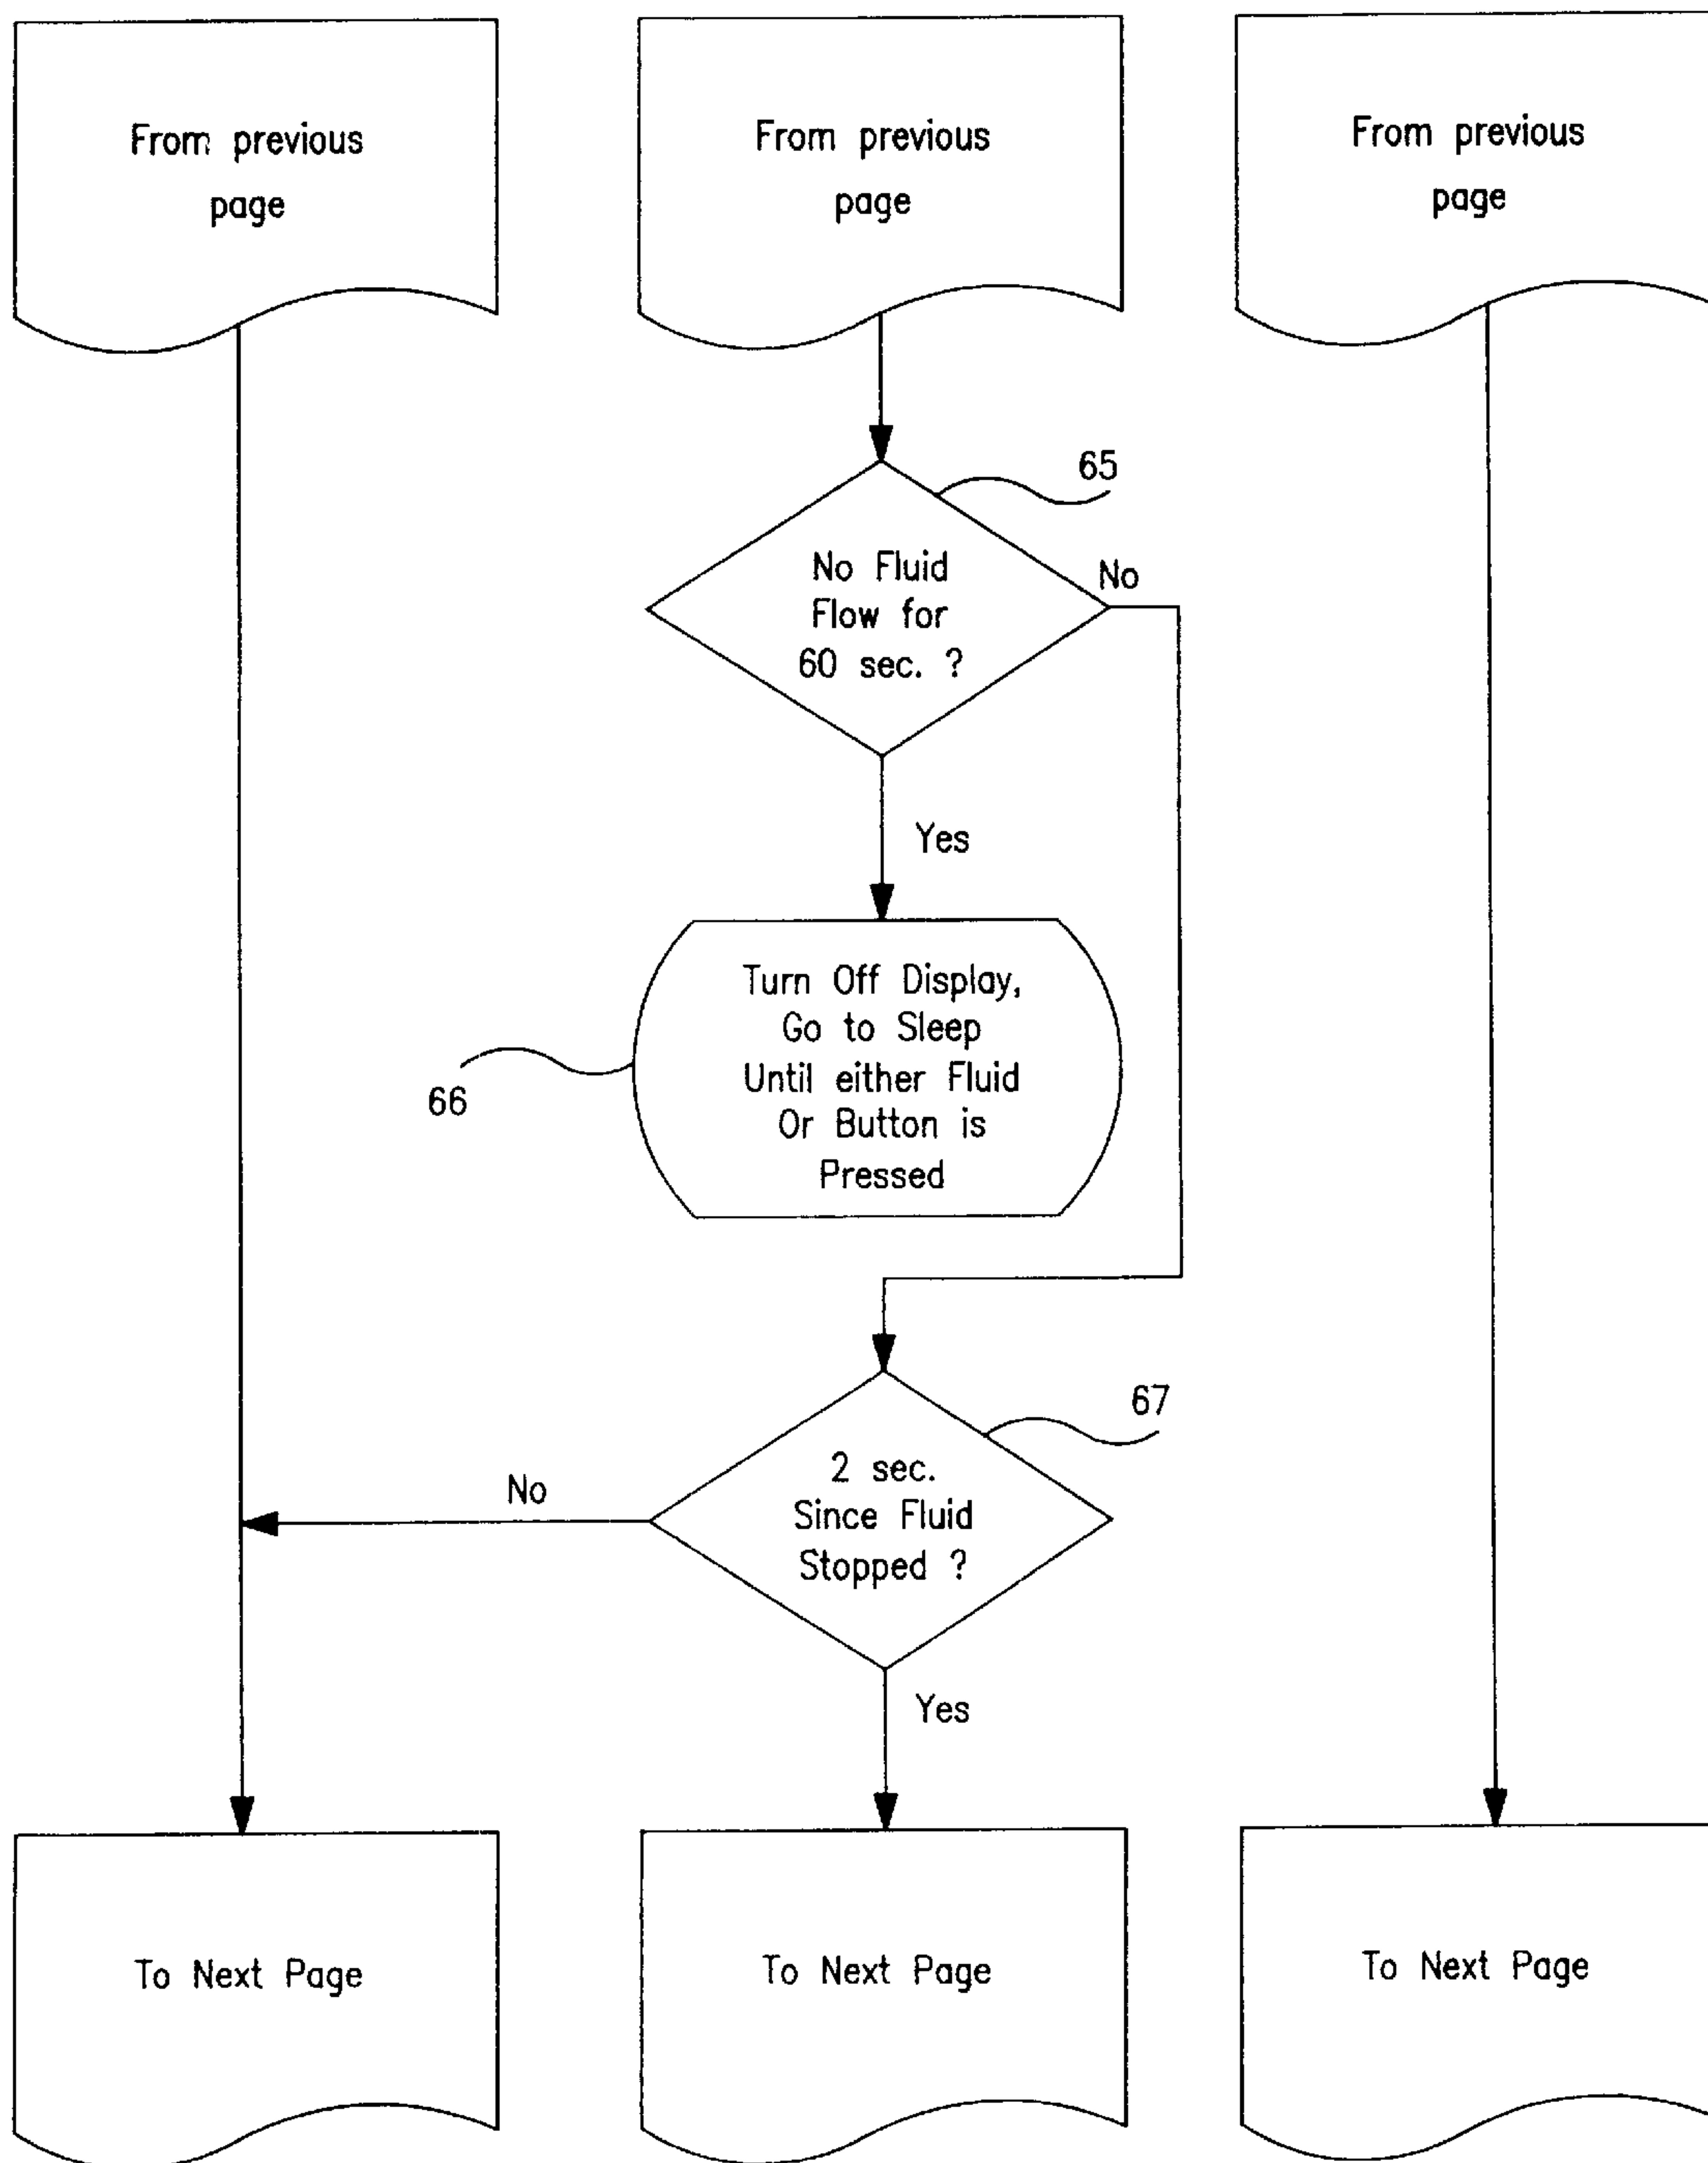 From previous
page
From previous
page
From previous
page
65
No Fluid
Flow for
60 sec. ?
No
Yes
Turn Off Display,
Go to Sleep
Until either Fluid
Or Button is
Pressed
66
67
2 sec.
Since Fluid
Stopped ?
No
Yes
To Next Page
To Next Page
To Next Page